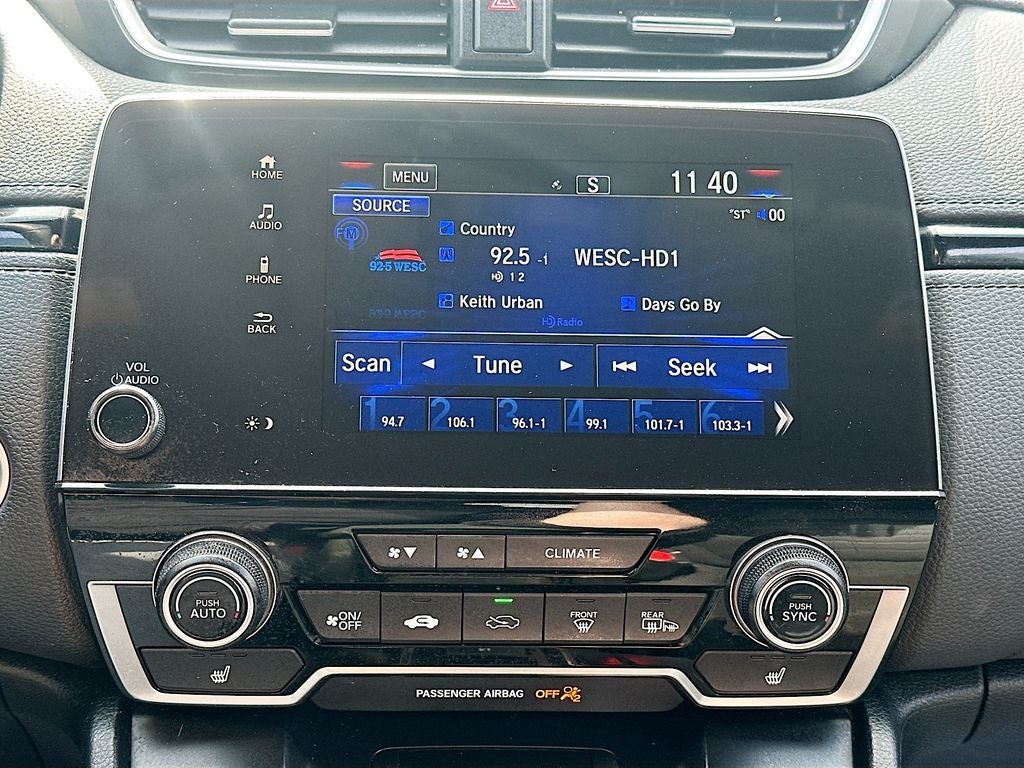 HOME
MENU
S
11 40
SOURCE
"ST" 00
AUDIO
FM
Country
92.5 WESC
92.5 -1 WESC-HD1
HD 1 2
PHONE
Keith Urban Days Go By
HD Radio
BACK
Scan Tune Seek
VOL
AUDIO
1 94.7 2 106.1 3 96.1-1 4 99.1 5 101.7-1 6 103.3-1
CLIMATE
PUSH
AUTO
ON/
OFF
FRONT
REAR
PUSH
SYNC
PASSENGER AIRBAG OFF 2